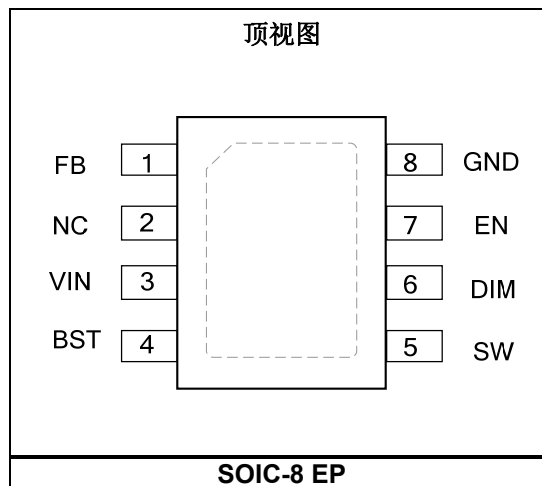 顶视图
FB 1 8 GND
NC 2 7 EN
VIN 3 6 DIM
BST 4 5 SW
SOIC-8 EP